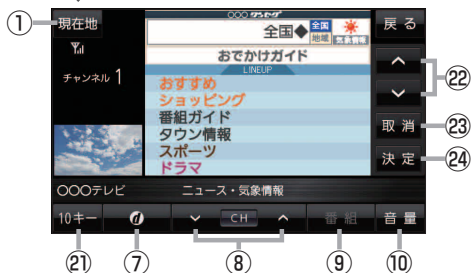 ① 現在地
○○○ ワンセグ
全国◆ 全国 地域 気象情報
戻る
おでかけガイド
LINEUP
チャンネル 1
おすすめ
ショッピング
番組ガイド
タウン情報
スポーツ
ドラマ
㉒
取消 ㉓
決定 ㉔
○○○テレビ ニュース・気象情報
10キー d CH 番組 音量
㉑ ⑦ ⑧ ⑨ ⑩